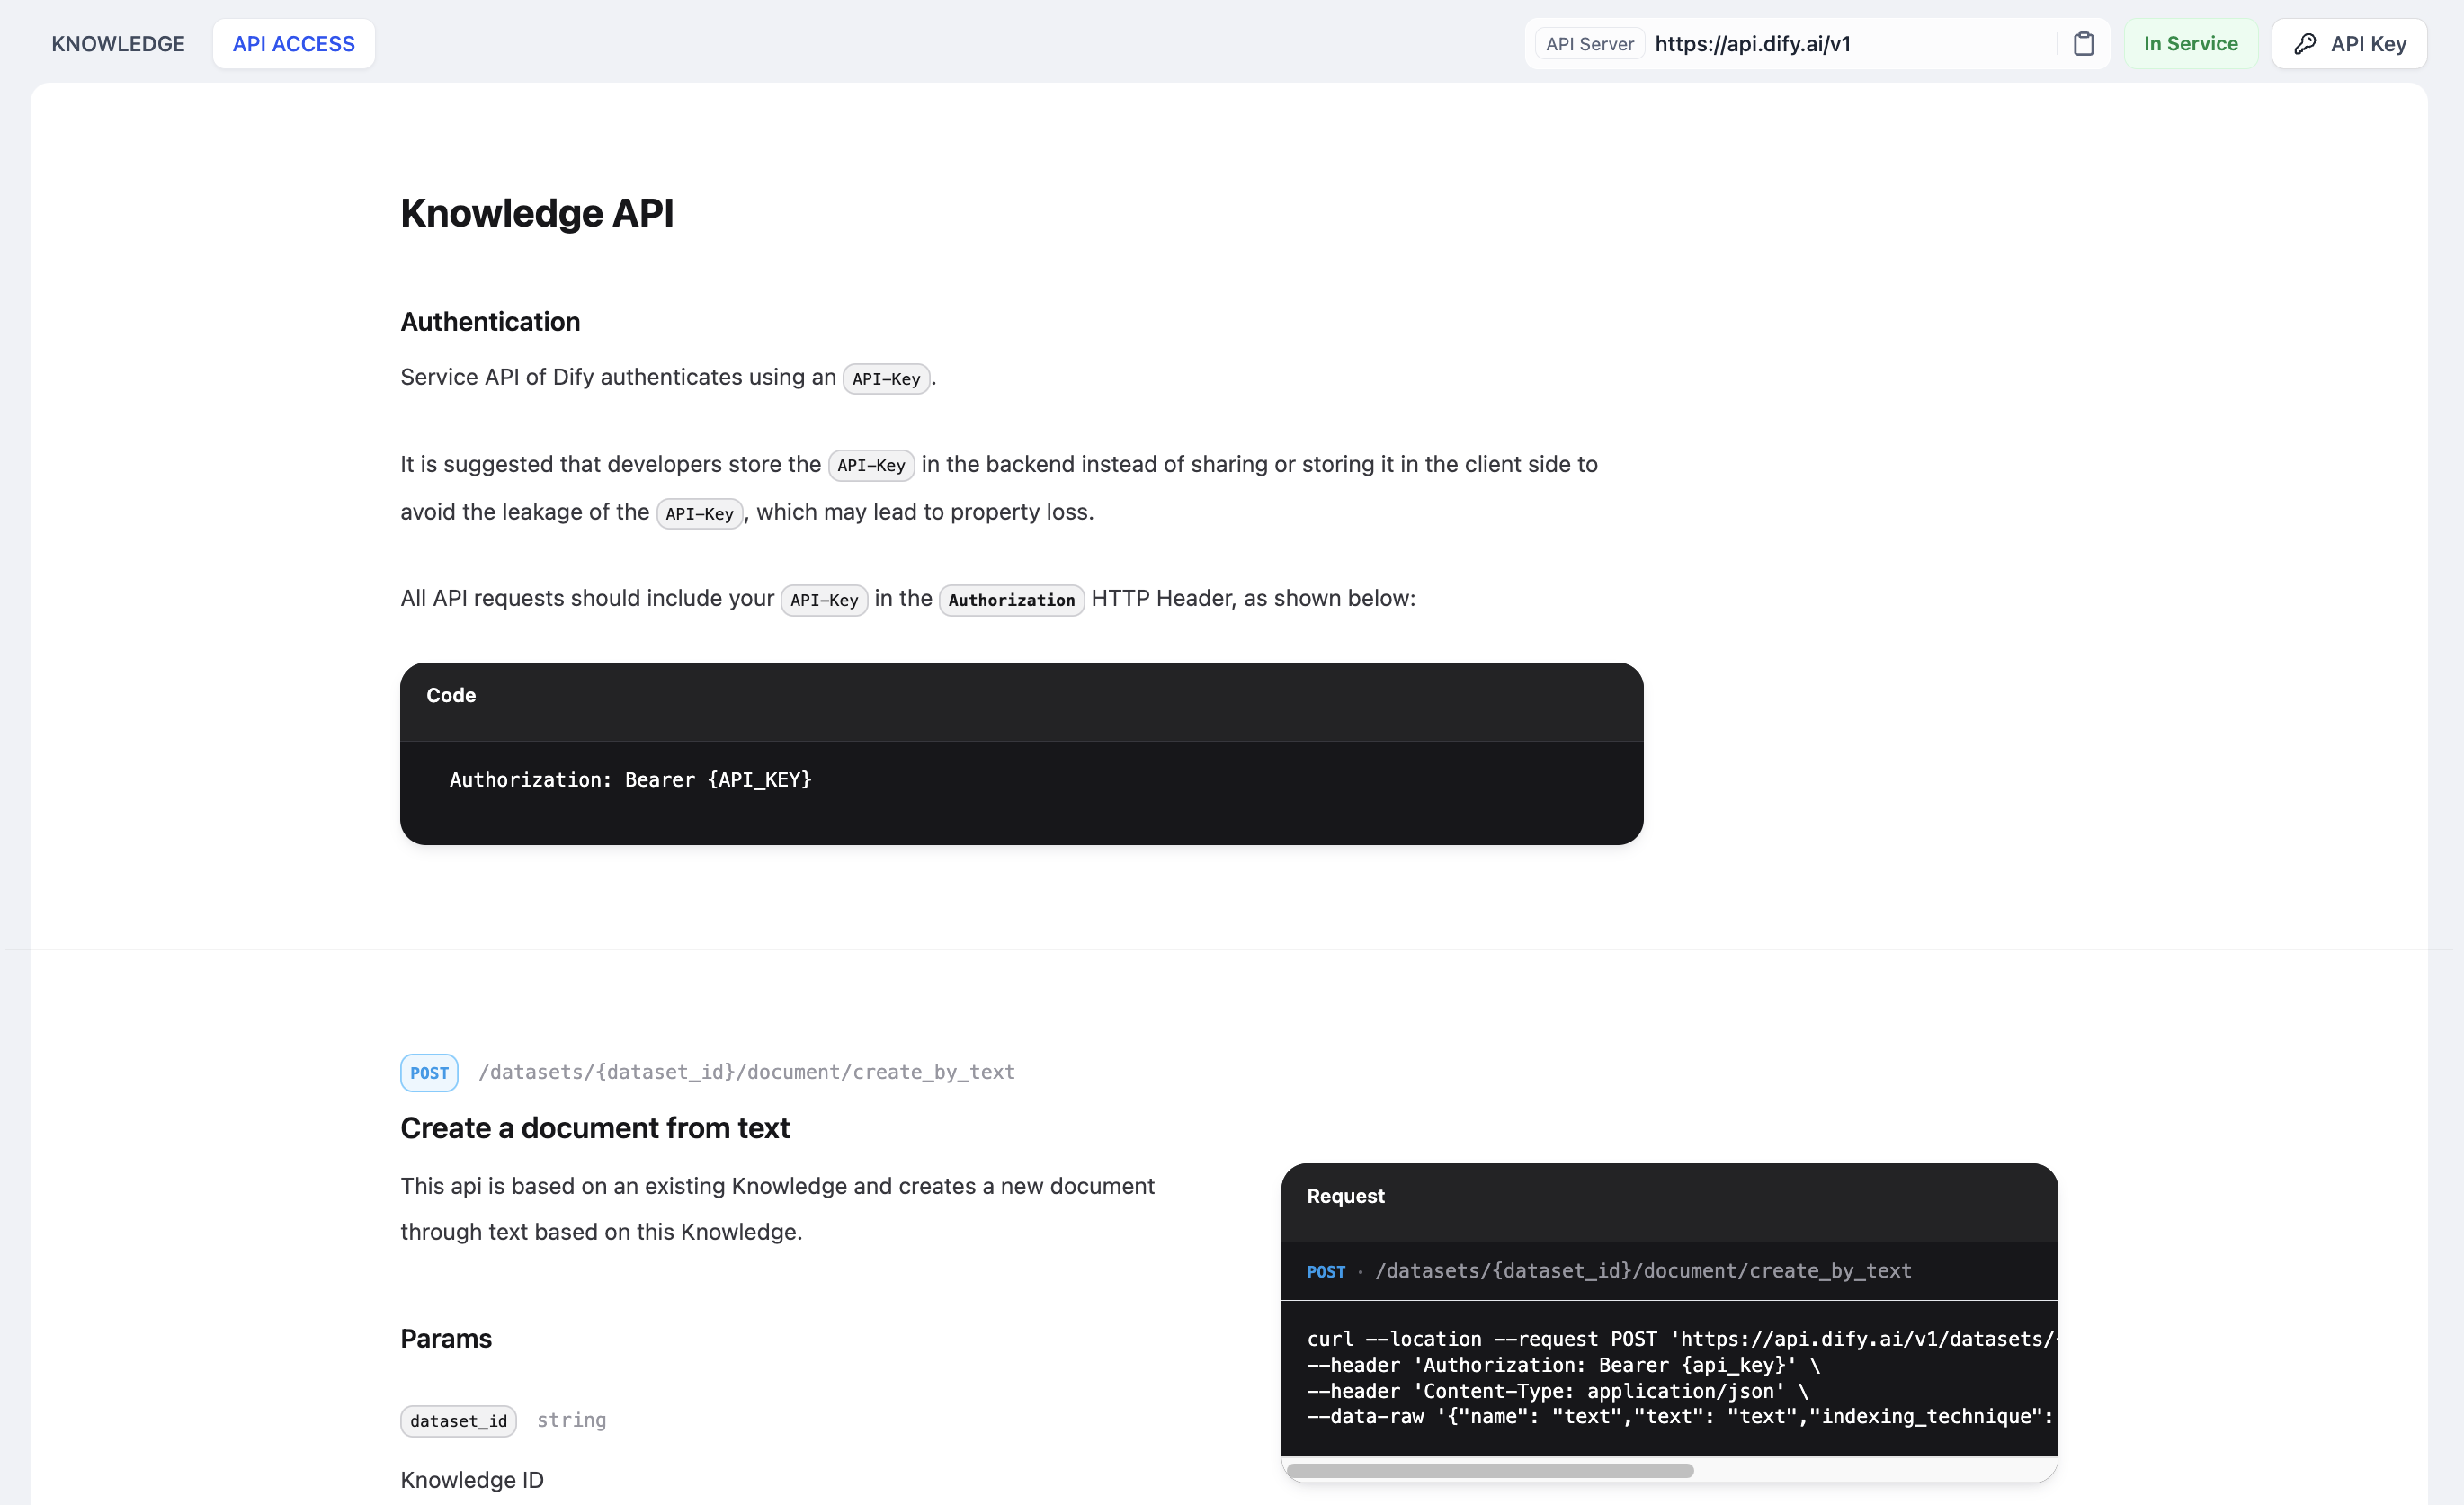 KNOWLEDGE API ACCESS API Server https://api.dify.ai/v1 In Service API Key
Knowledge API
Authentication
Service API of Dify authenticates using an API-Key.
It is suggested that developers store the API-Key in the backend instead of sharing or storing it in the client side to
avoid the leakage of the API-Key, which may lead to property loss.
All API requests should include your API-Key in the Authorization HTTP Header, as shown below:
Code
Authorization: Bearer {API_KEY}
POST /datasets/{dataset_id}/document/create_by_text
Create a document from text
This api is based on an existing Knowledge and creates a new document
through text based on this Knowledge.
Params
dataset_id string
Knowledge ID
Request
POST · /datasets/{dataset_id}/document/create_by_text
curl --location --request POST 'https://api.dify.ai/v1/datasets/
--header 'Authorization: Bearer {api_key}' \
--header 'Content-Type: application/json' \
--data-raw '{"name": "text","text": "text","indexing_technique":